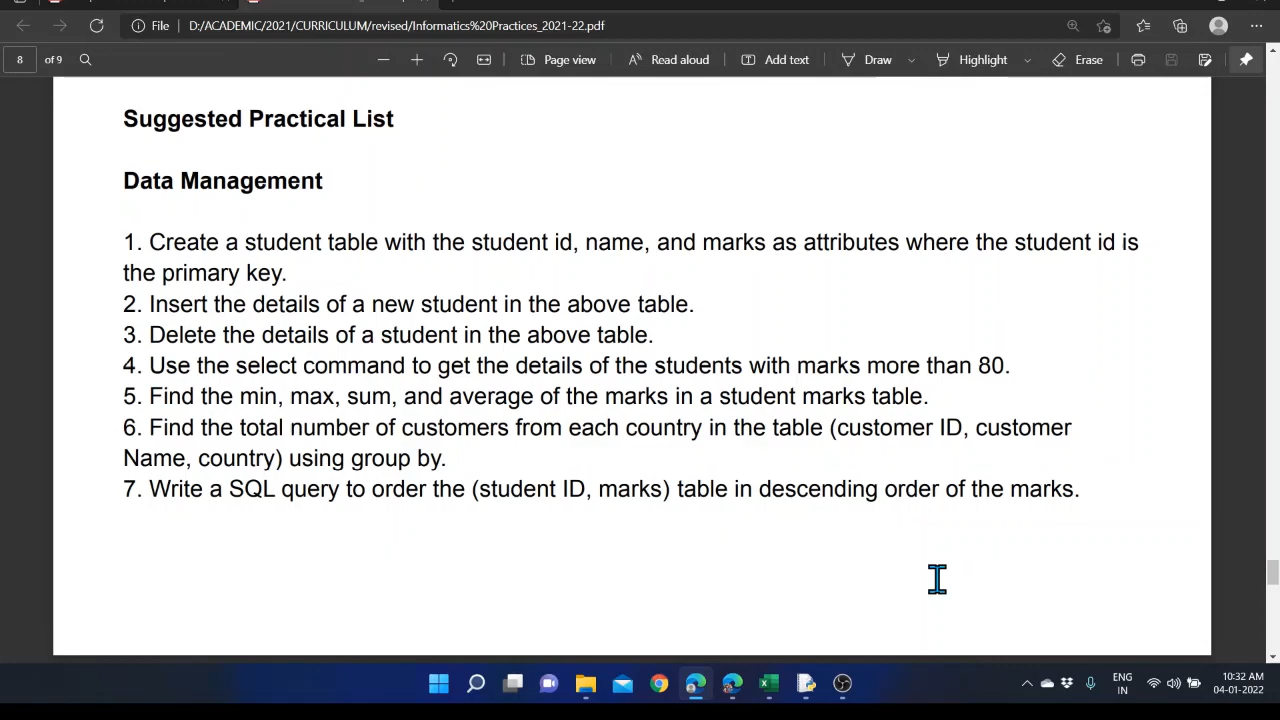 File D:/ACADEMIC/2021/CURRICULUM/revised/Informatics%20Practices_2021-22.pdf
8 of 9 Page view Read aloud Add text Draw Highlight Erase
Suggested Practical List
Data Management
1. Create a student table with the student id, name, and marks as attributes where the student id is
the primary key.
2. Insert the details of a new student in the above table.
3. Delete the details of a student in the above table.
4. Use the select command to get the details of the students with marks more than 80.
5. Find the min, max, sum, and average of the marks in a student marks table.
6. Find the total number of customers from each country in the table (customer ID, customer
Name, country) using group by.
7. Write a SQL query to order the (student ID, marks) table in descending order of the marks.
ENG 10:32 AM
IN 04-01-2022